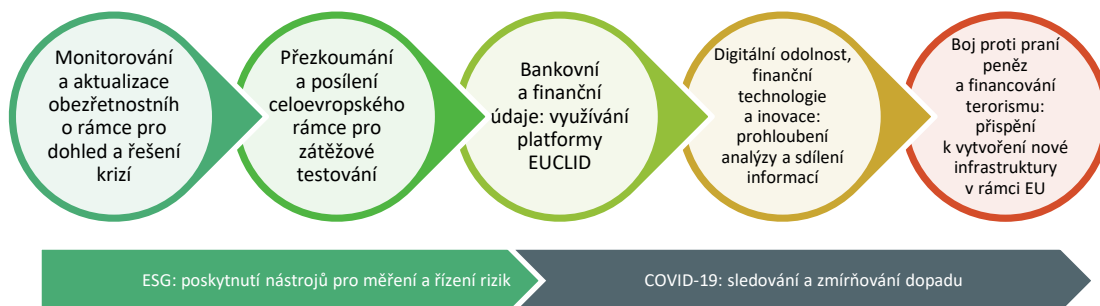 Monitorování
a aktualizace
obezřetnostníh
o rámce pro
dohled a řešení
krizí
Přezkoumání
a posílení
celoevropského
rámce pro
zátěžové
testování
Bankovní
a finanční
údaje: využívání
platformy
EUCLID
Digitální odolnost,
finanční
technologie
a inovace:
prohloubení
analýzy a sdílení
informací
Boj proti praní
peněz
a financování
terorismu:
přispění
k vytvoření nové
infrastruktury
v rámci EU
ESG: poskytnutí nástrojů pro měření a řízení rizik
COVID-19: sledování a zmírňování dopadu